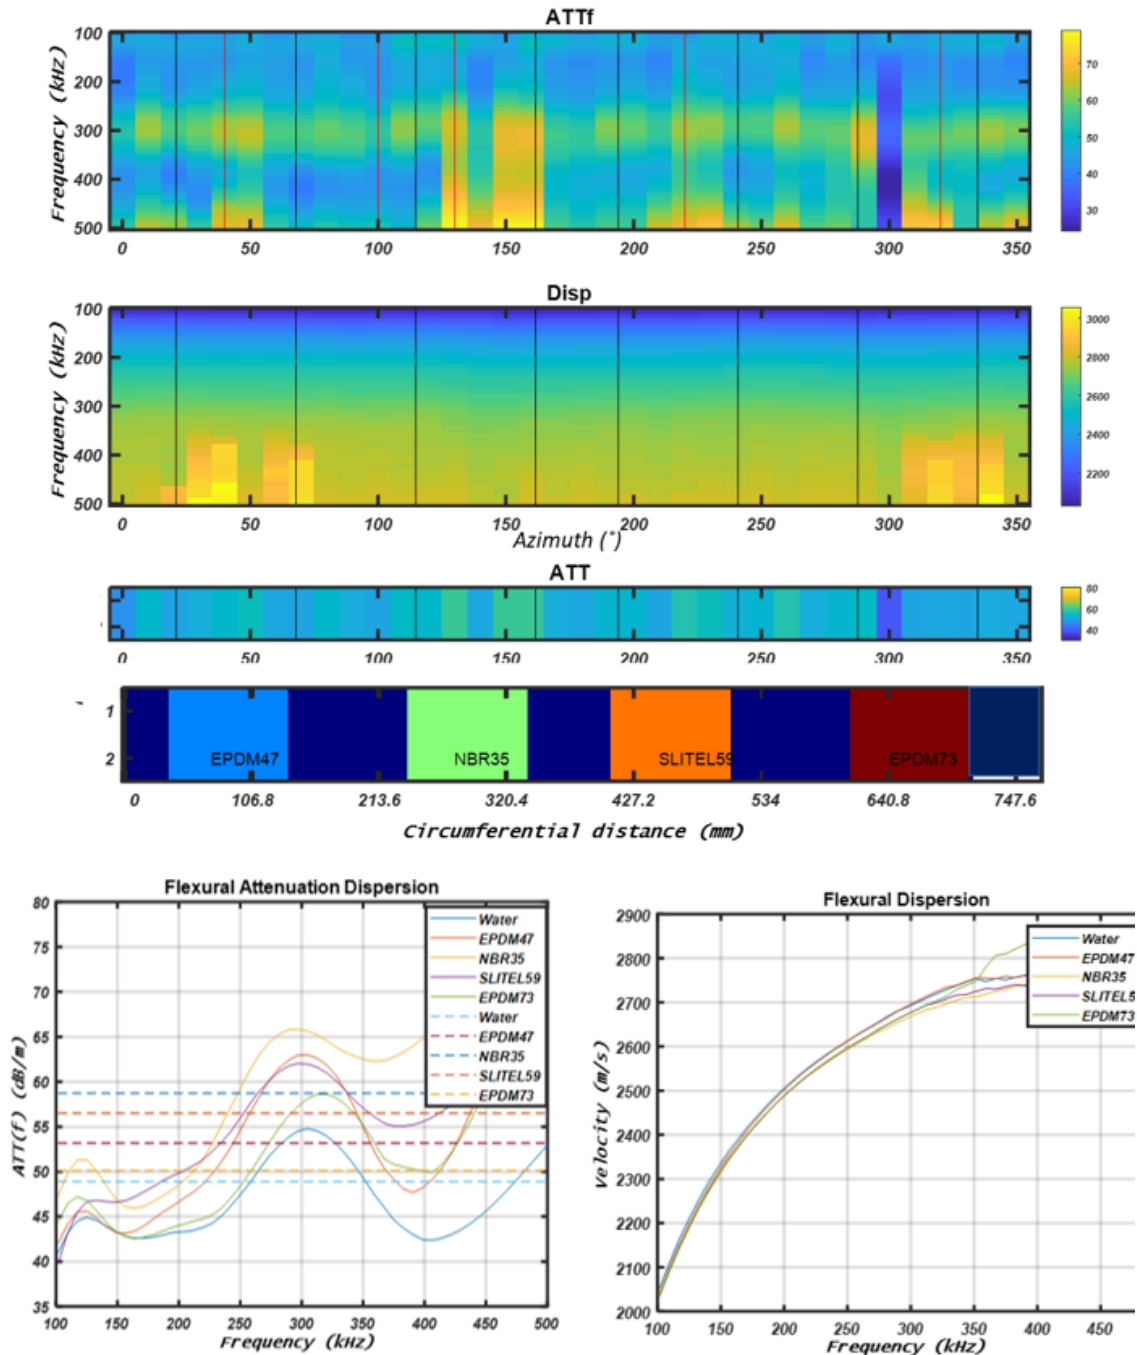 ATTf
Frequency (kHz)
100
200
300
400
500
0 50 100 150 200 250 300 350
70
60
50
40
30
Disp
Frequency (kHz)
100
200
300
400
500
0 50 100 150 200 250 300 350
Azimuth (°)
3000
2800
2600
2400
2200
ATT
0 50 100 150 200 250 300 350
80
60
40
1
2
EPDM47 NBR35 SLITEL59 EPDM73
0 106.8 213.6 320.4 427.2 534 640.8 747.6
Circumferential distance (mm)
Flexural Attenuation Dispersion
ATT(f) (dB/m)
80
75
70
65
60
55
50
45
40
35
100 150 200 250 300 350 400 450 500
Frequency (kHz)
Water
EPDM47
NBR35
SLITEL59
EPDM73
Water
EPDM47
NBR35
SLITEL59
EPDM73
Flexural Dispersion
Velocity (m/s)
2900
2800
2700
2600
2500
2400
2300
2200
2100
2000
100 150 200 250 300 350 400 450
Frequency (kHz)
Water
EPDM47
NBR35
SLITEL5
EPDM73